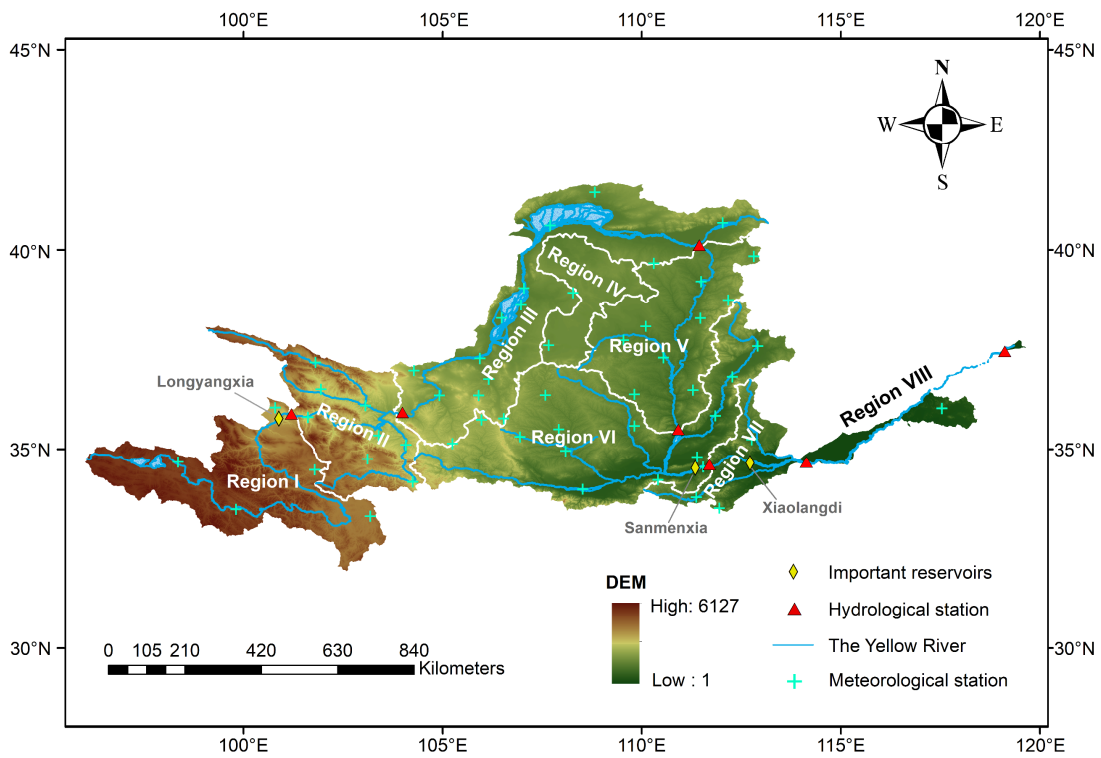 100°E 105°E 110°E 115°E 120°E
45°N 45°N
N
W E
S
40°N 40°N
Region IV
Region III
Region V
Longyangxia
Region VIII
Region II
35°N 35°N
Region VI
Region VII
Region I
Xiaolangdi
Sanmenxia
DEM
High: 6127
Low : 1
Important reservoirs
Hydrological station
The Yellow River
Meteorological station
30°N 30°N
0 105 210 420 630 840
Kilometers
100°E 105°E 110°E 115°E 120°E